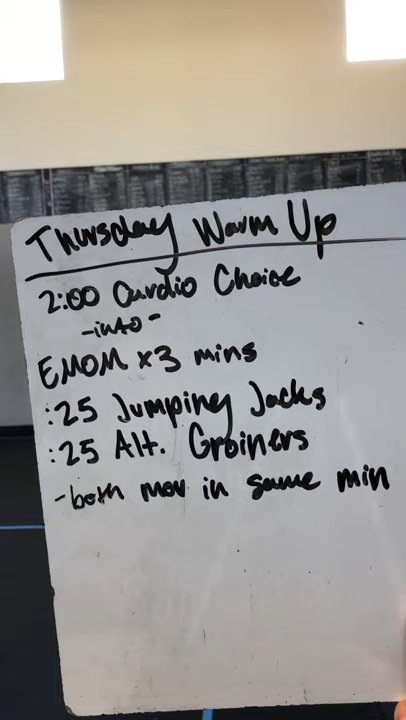 Thursday Warm Up
2:00 Cardio Choice
-into-
EMOM x3 mins
:25 Jumping Jacks
:25 Alt. Groiners
-both mov in same min